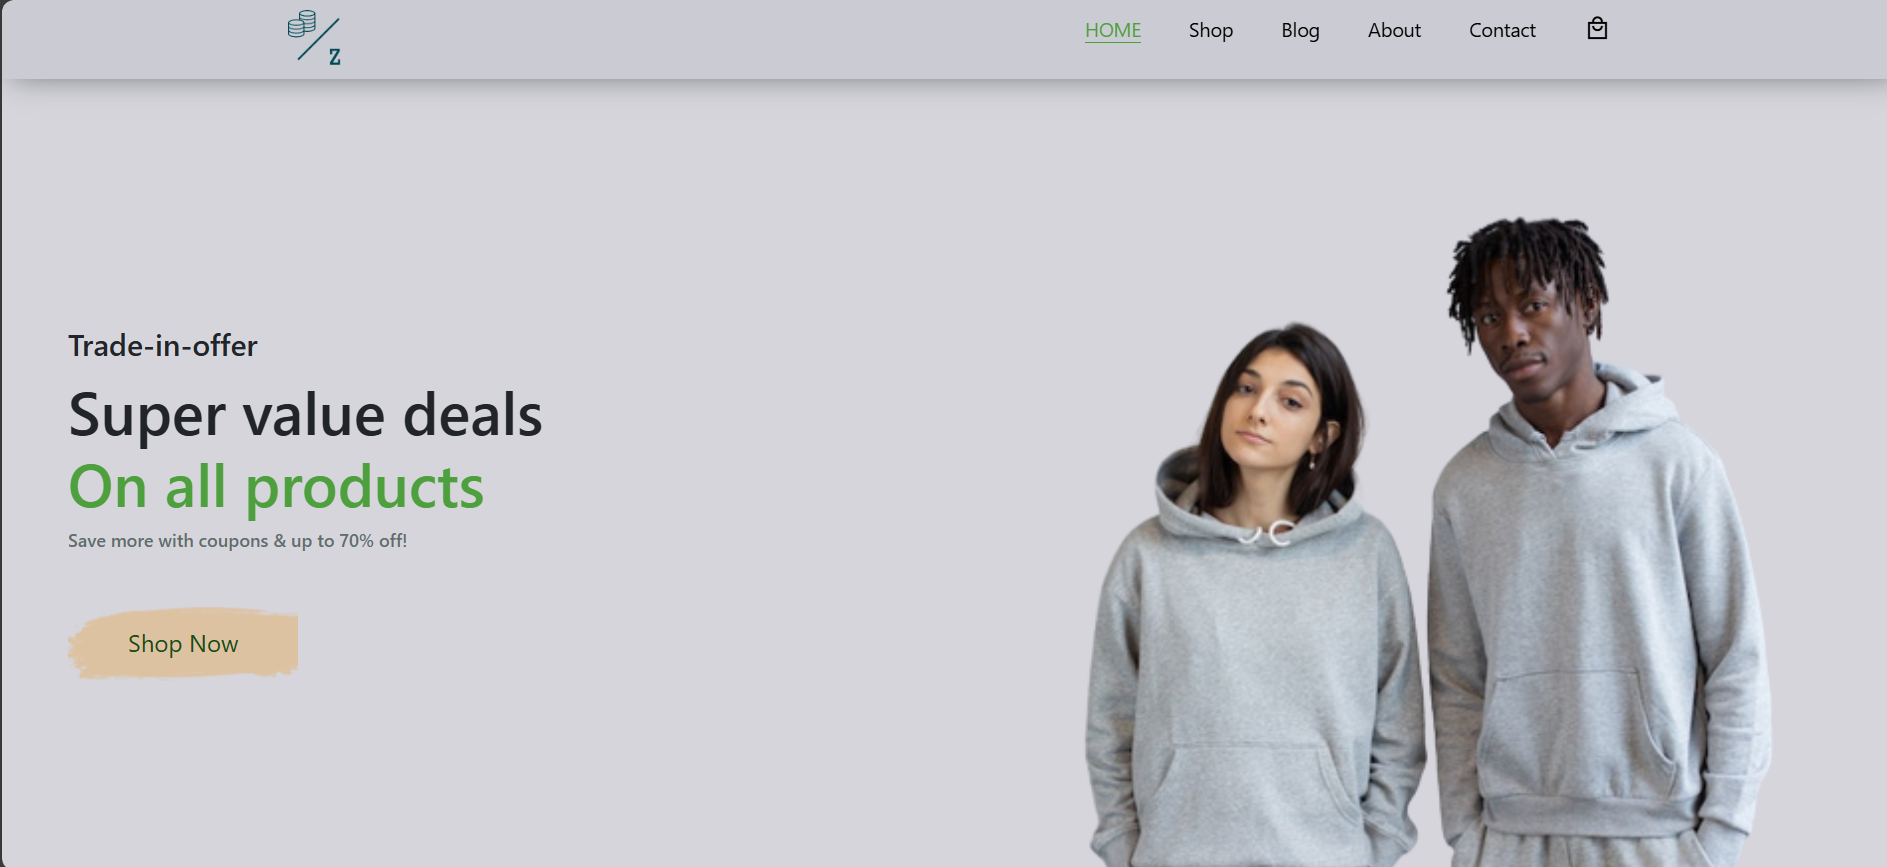 Z
HOME Shop Blog About Contact
Trade-in-offer
Super value deals
On all products
Save more with coupons & up to 70% off!
Shop Now